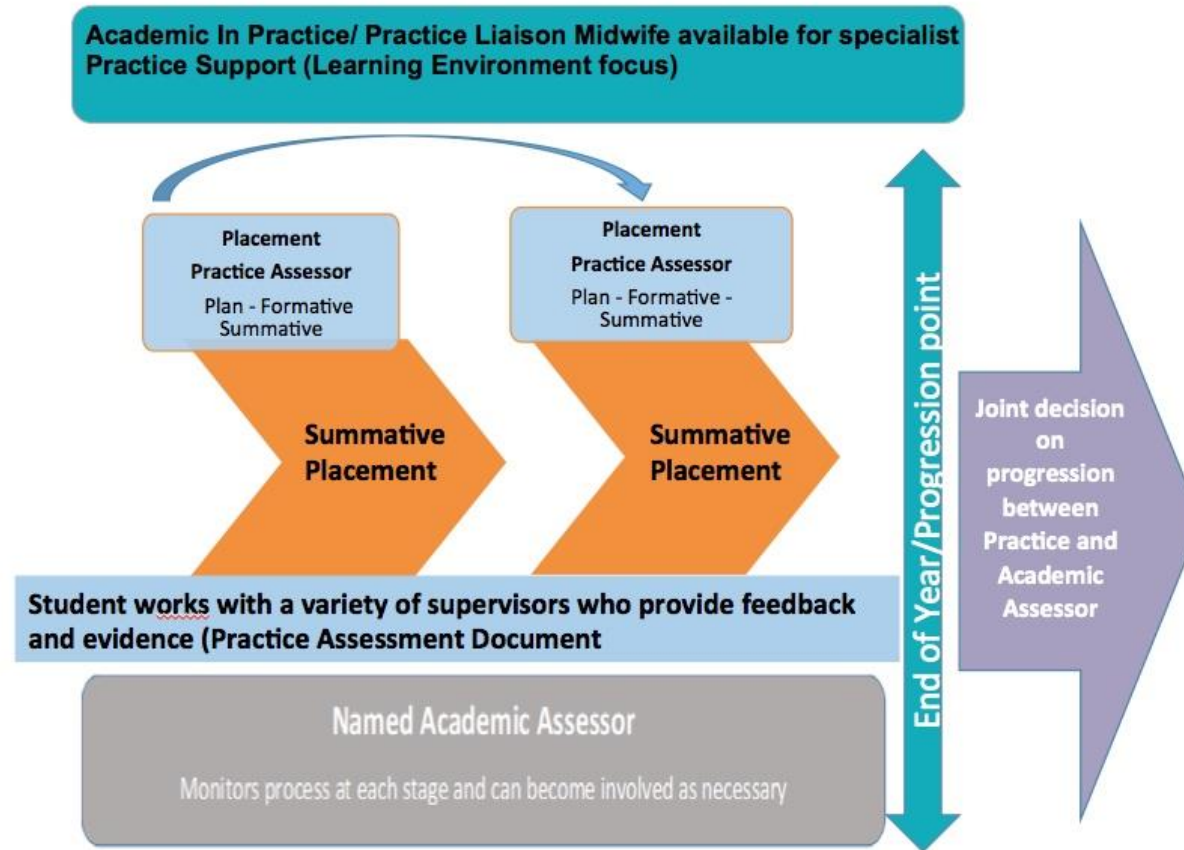 Academic In Practice/ Practice Liaison Midwife available for specialist
Practice Support (Learning Environment focus)
Placement
Practice Assessor
Plan - Formative
Summative
Placement
Practice Assessor
Plan - Formative -
Summative
Summative
Placement
Summative
Placement
Student works with a variety of supervisors who provide feedback
and evidence (Practice Assessment Document
Named Academic Assessor
Monitors process at each stage and can become involved as necessary
End of Year/Progression point
Joint decision
on
progression
between
Practice and
Academic
Assessor